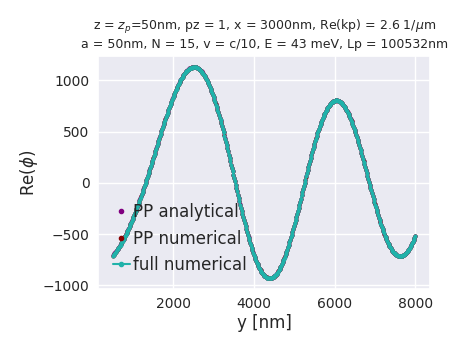 z = z_p=50nm, pz = 1, x = 3000nm, Re(kp) = 2.6 1/μm
a = 50nm, N = 15, v = c/10, E = 43 meV, Lp = 100532nm
1000
500
0
−500
−1000
Re(ϕ)
PP analytical
PP numerical
full numerical
2000 4000 6000 8000
y [nm]